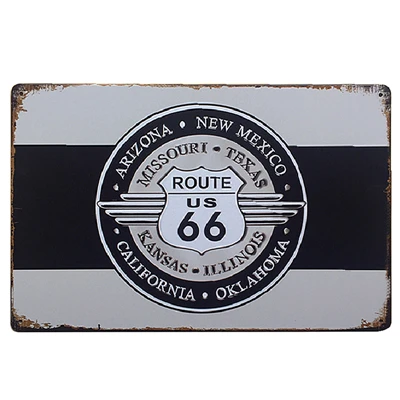 ARIZONA • NEW MEXICO
MISSOURI • TEXAS
ROUTE
US
66
KANSAS • ILLINOIS
CALIFORNIA • OKLAHOMA